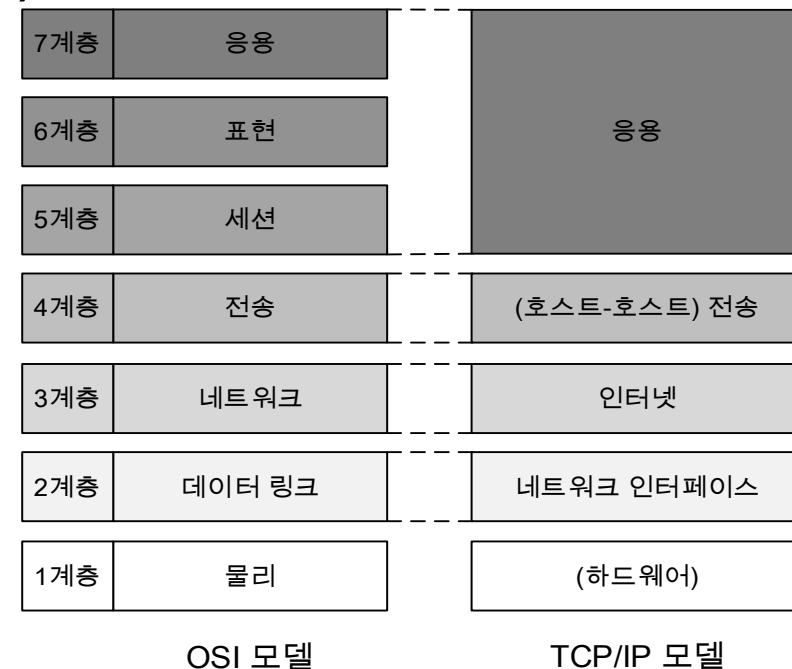 7계층 응용
6계층 표현
응용
5계층 세션
4계층 전송
(호스트-호스트) 전송
3계층 네트워크
인터넷
2계층 데이터 링크
네트워크 인터페이스
1계층 물리
(하드웨어)
OSI 모델
TCP/IP 모델